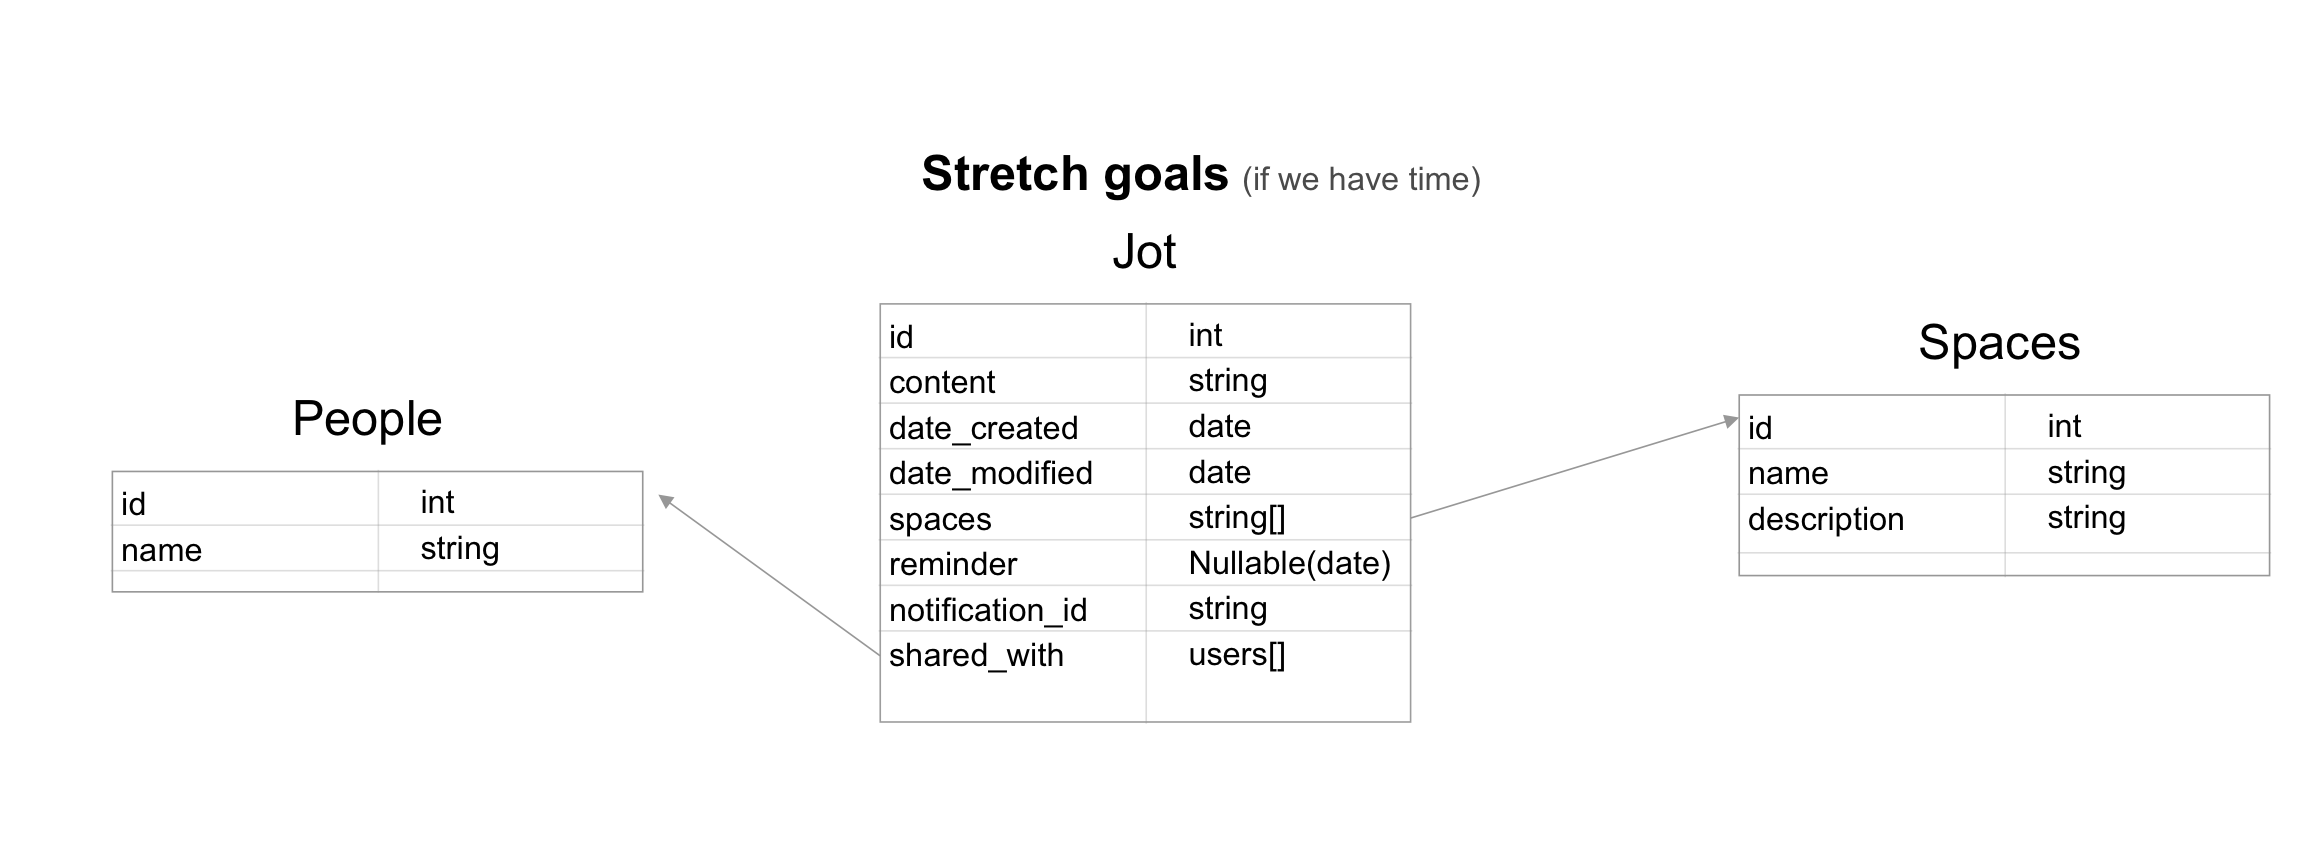 Stretch goals (if we have time)
Jot
id int
content string
date_created date
date_modified date
spaces string[]
reminder Nullable(date)
notification_id string
shared_with users[]
People
id int
name string
Spaces
id int
name string
description string